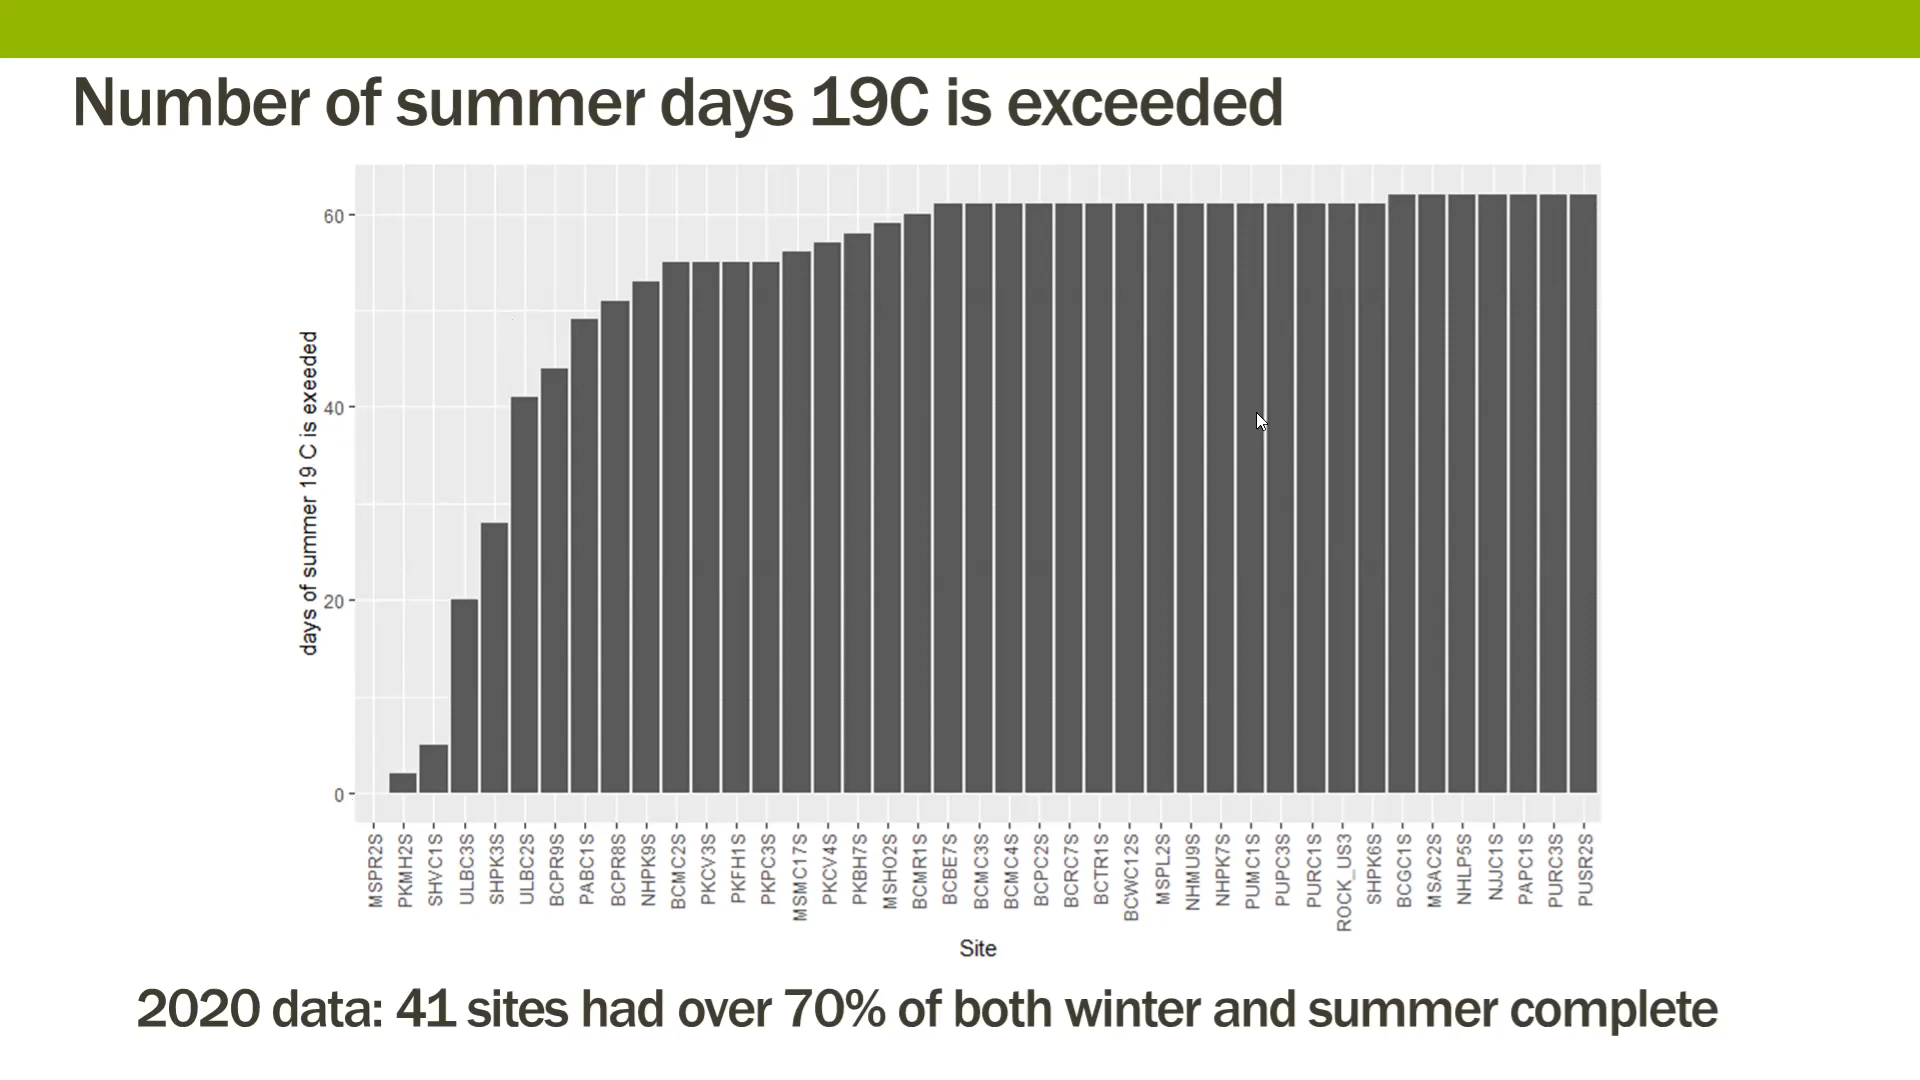 Number of summer days 19C is exceeded
days of summer 19 C is exeeded
60
40
20
0
MSPR2S
PKMH2S
SHVC1S
ULBC3S
SHPK3S
ULBC2S
BCPR9S
PABC1S
BCPR8S
NHPK9S
BCMC2S
PKCV3S
PKFH1S
PKPC3S
MSMC17S
PKCV4S
PKBH7S
MSHO2S
BCMR1S
BCBE7S
BCMC3S
BCMC4S
BCPC2S
BCRC7S
BCTR1S
BCWC12S
MSPL2S
NHMU9S
NHPK7S
PUMC1S
PUPC3S
PURC1S
ROCK_US3
SHPK6S
BCGC1S
MSAC2S
NHLP5S
NJJC1S
PAPC1S
PURC3S
PUSR2S
Site
2020 data: 41 sites had over 70% of both winter and summer complete